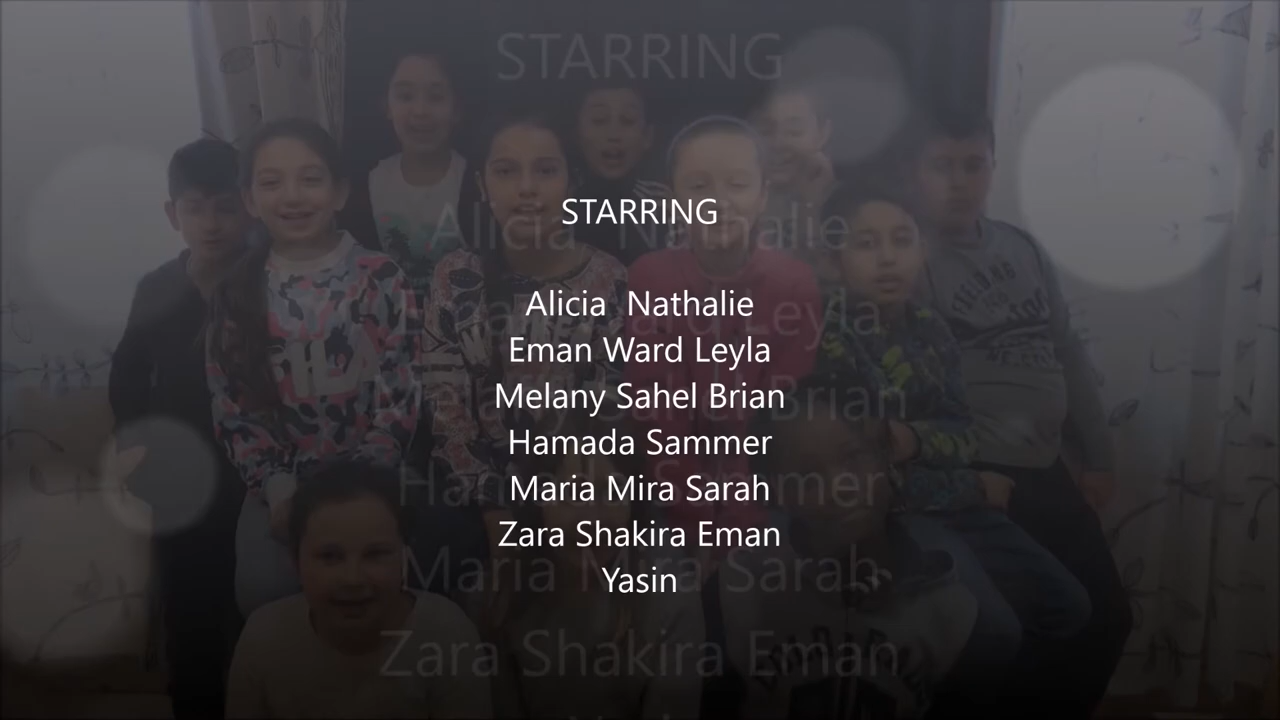 STARRING
Alicia  Nathalie
Eman Ward Leyla
Melany Sahel Brian
Hamada Sammer
Maria Mira Sarah
Zara Shakira Eman
Yasin